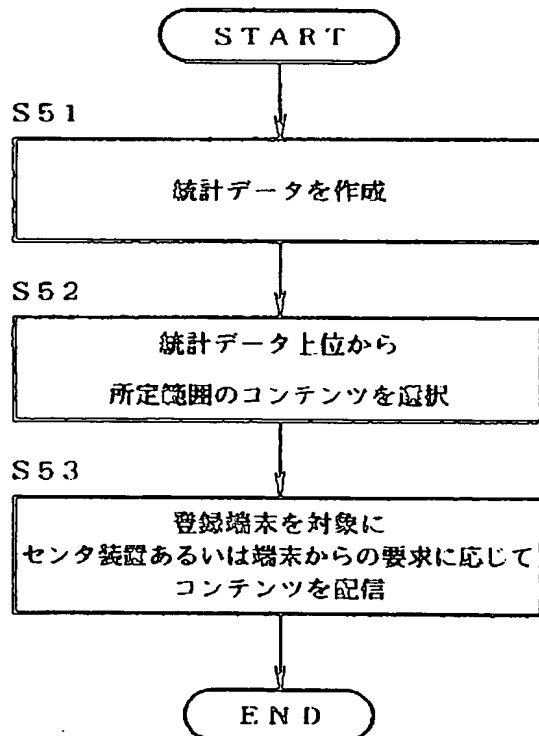 START
S51
統計データを作成
S52
統計データ上位から
所定範囲のコンテンツを選択
S53
登録端末を対象に
センタ装置あるいは端末からの要求に応じて
コンテンツを配信
END